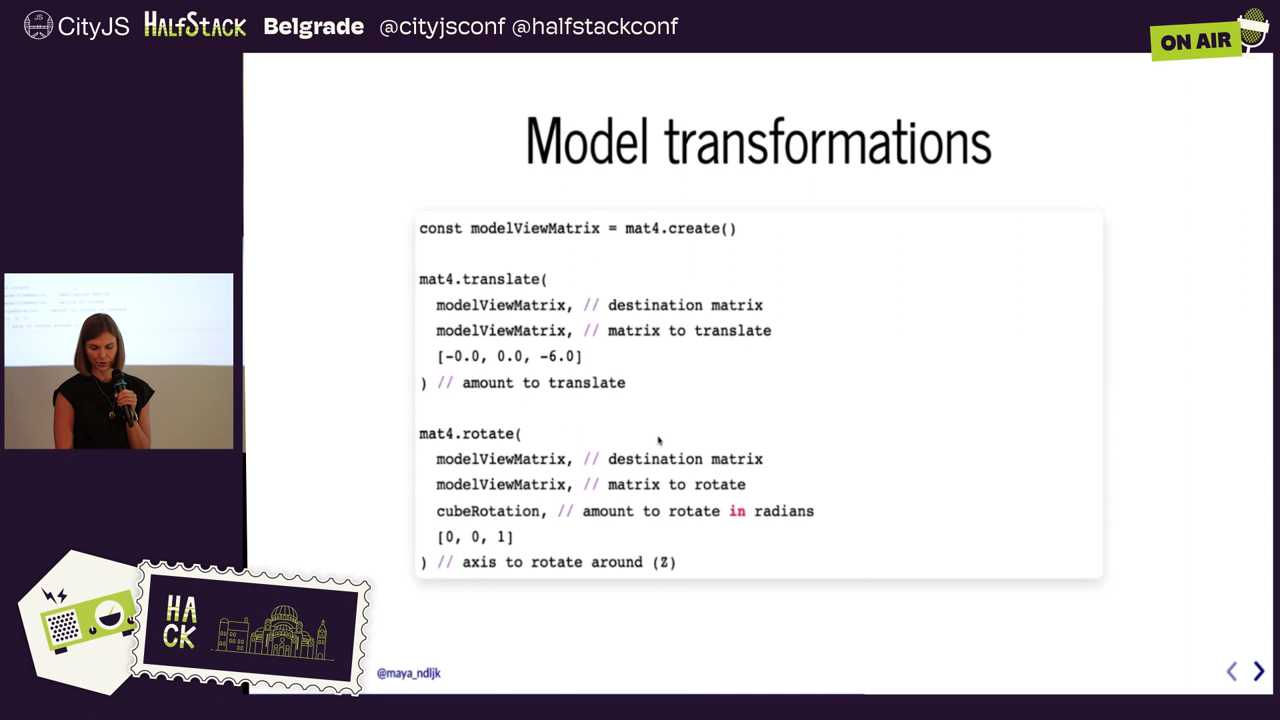 JS CityJS HALFSTACK Belgrade @cityjsconf @halfstackconf
ON AIR
Model transformations
const modelViewMatrix = mat4.create()
mat4.translate(
modelViewMatrix, // destination matrix
modelViewMatrix, // matrix to translate
[-0.0, 0.0, -6.0]
) // amount to translate
mat4.rotate(
modelViewMatrix, // destination matrix
modelViewMatrix, // matrix to rotate
cubeRotation, // amount to rotate in radians
[0, 0, 1]
) // axis to rotate around (Z)
HA
CK
@maya_ndljk